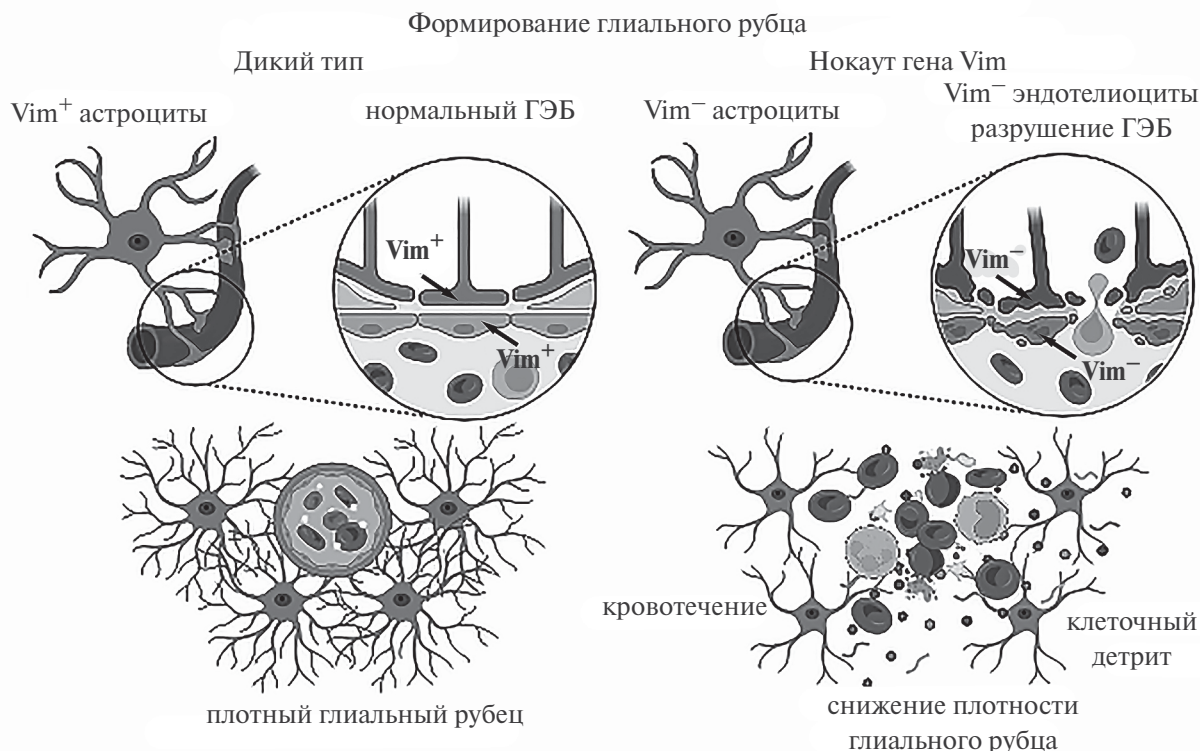 Формирование глиального рубца
Дикий тип
Нокаут гена Vim
Vim+ астроциты
нормальный ГЭБ
Vim− астроциты
Vim− эндотелиоциты
разрушение ГЭБ
Vim+
Vim+
Vim−
Vim−
кровотечение
клеточный
детрит
плотный глиальный рубец
снижение плотности
глиального рубца